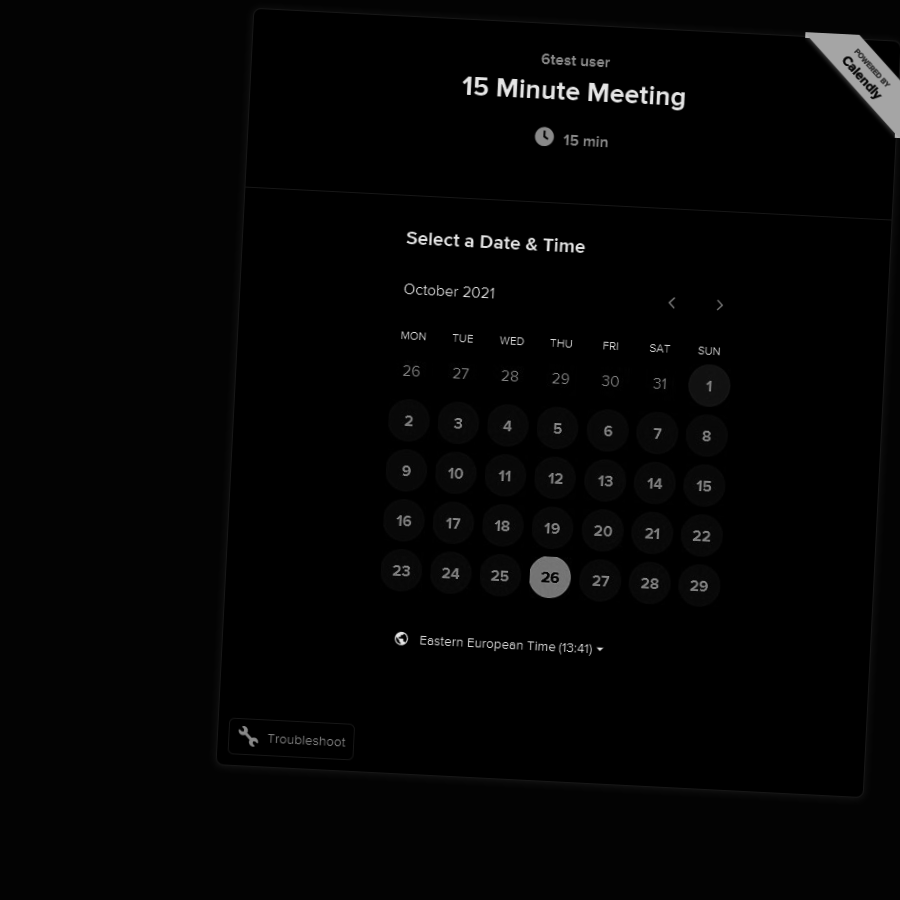 6test user
15 Minute Meeting
15 min
POWERED BY
Calendly
Select a Date & Time
October 2021
MON TUE WED THU FRI SAT SUN
26 27 28 29 30 31 1
2 3 4 5 6 7 8
9 10 11 12 13 14 15
16 17 18 19 20 21 22
23 24 25 26 27 28 29
Eastern European Time (13:41)
Troubleshoot